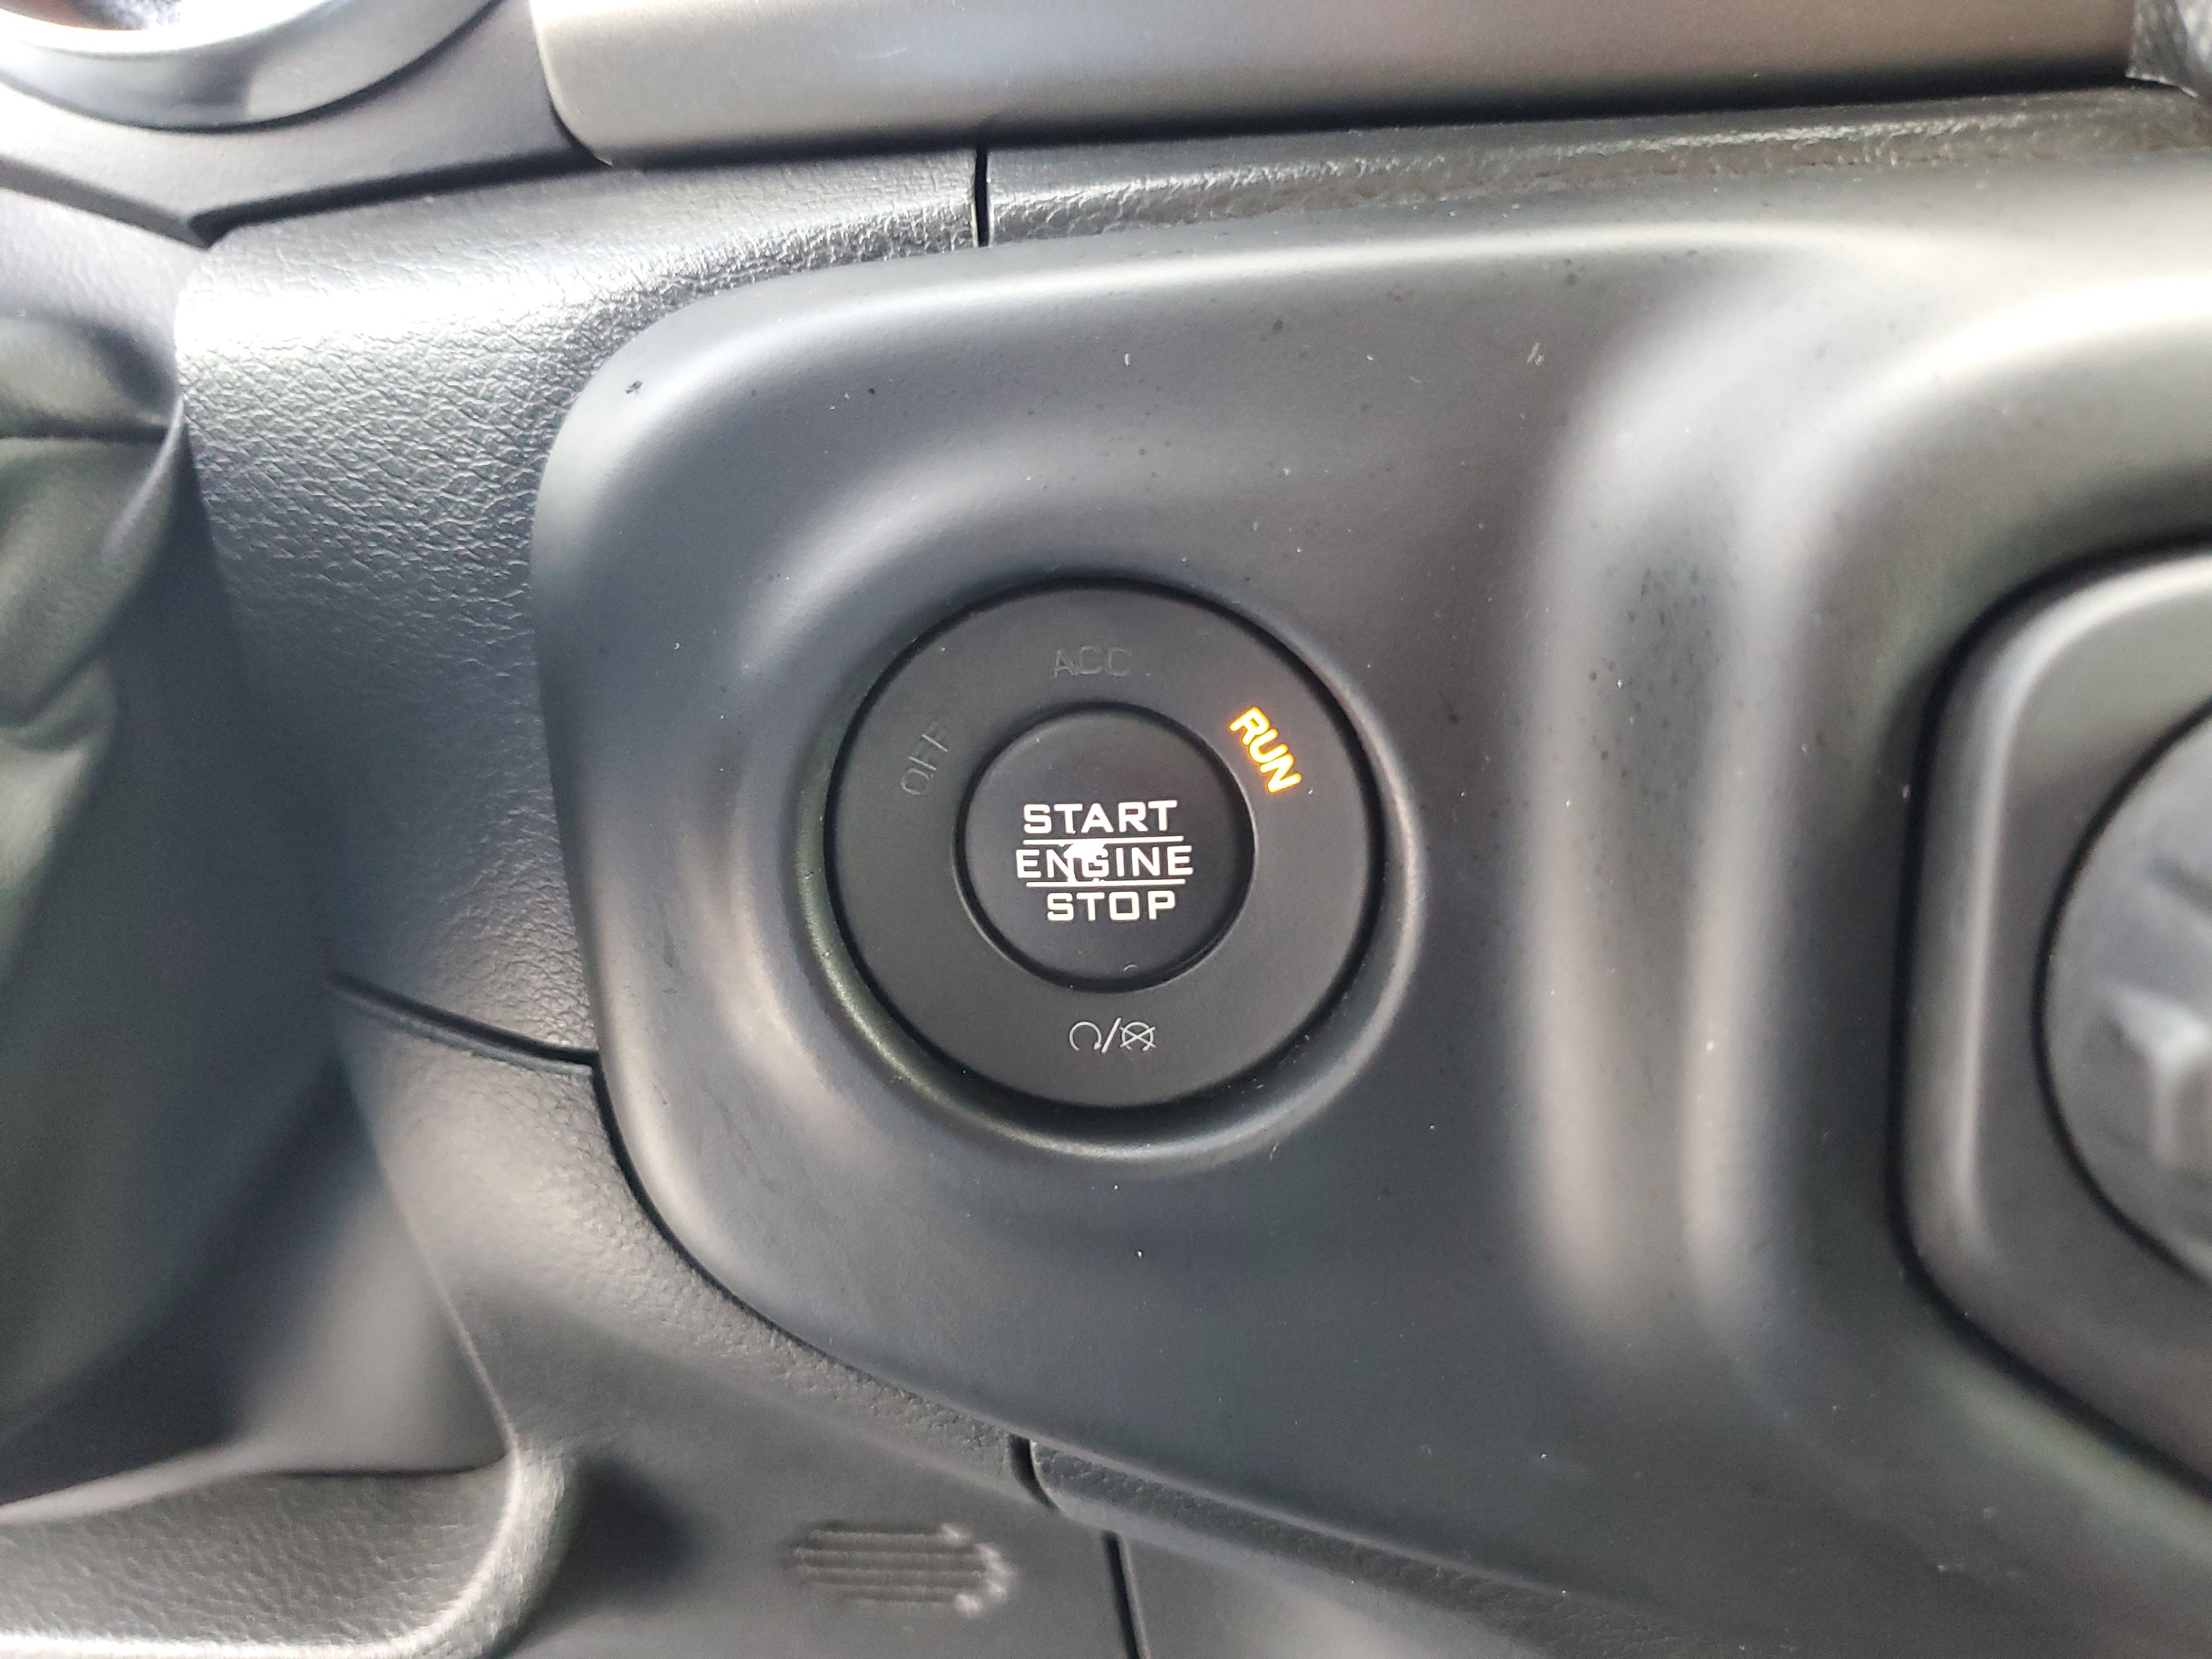 ACC
OFF
RUN
START
ENGINE
STOP